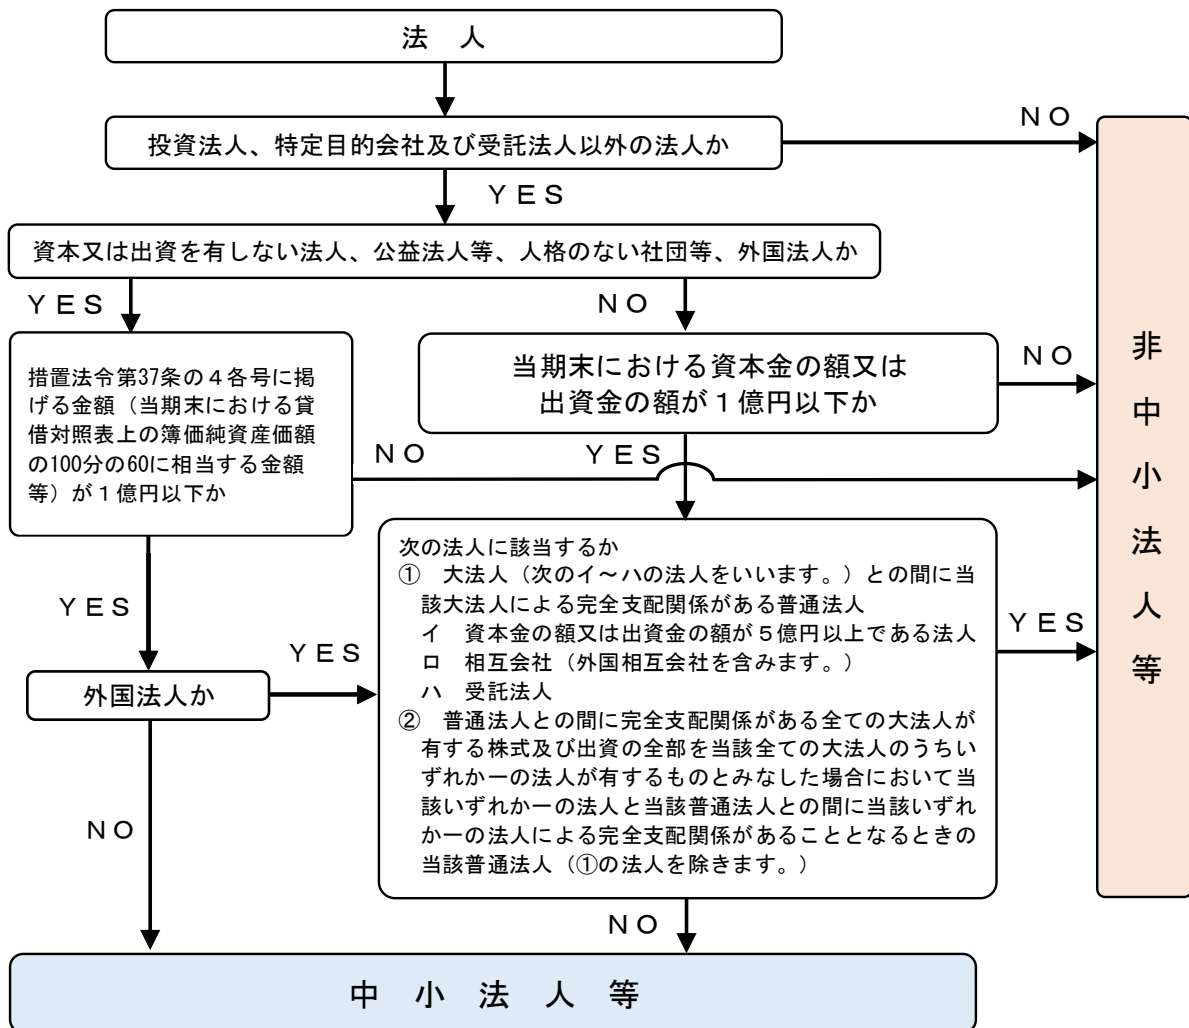 法　人
投資法人、特定目的会社及び受託法人以外の法人か
ＮＯ
ＹＥＳ
資本又は出資を有しない法人、公益法人等、人格のない社団等、外国法人か
ＹＥＳ
ＮＯ
措置法令第37条の４各号に掲
げる金額（当期末における貸
借対照表上の簿価純資産価額
の100分の60に相当する金額
等）が１億円以下か
当期末における資本金の額又は
出資金の額が１億円以下か
ＮＯ
ＮＯ
ＹＥＳ
次の法人に該当するか
①　大法人（次のイ～ハの法人をいいます。）との間に当
該大法人による完全支配関係がある普通法人
イ　資本金の額又は出資金の額が５億円以上である法人
ロ　相互会社（外国相互会社を含みます。）
ハ　受託法人
②　普通法人との間に完全支配関係がある全ての大法人が
有する株式及び出資の全部を当該全ての大法人のうちい
ずれか一の法人が有するものとみなした場合において当
該いずれか一の法人と当該普通法人との間に当該いずれ
か一の法人による完全支配関係があることとなるときの
当該普通法人（①の法人を除きます。）
ＹＥＳ
ＹＥＳ
外国法人か
ＹＥＳ
ＮＯ
ＮＯ
非中小法人等
中小法人等